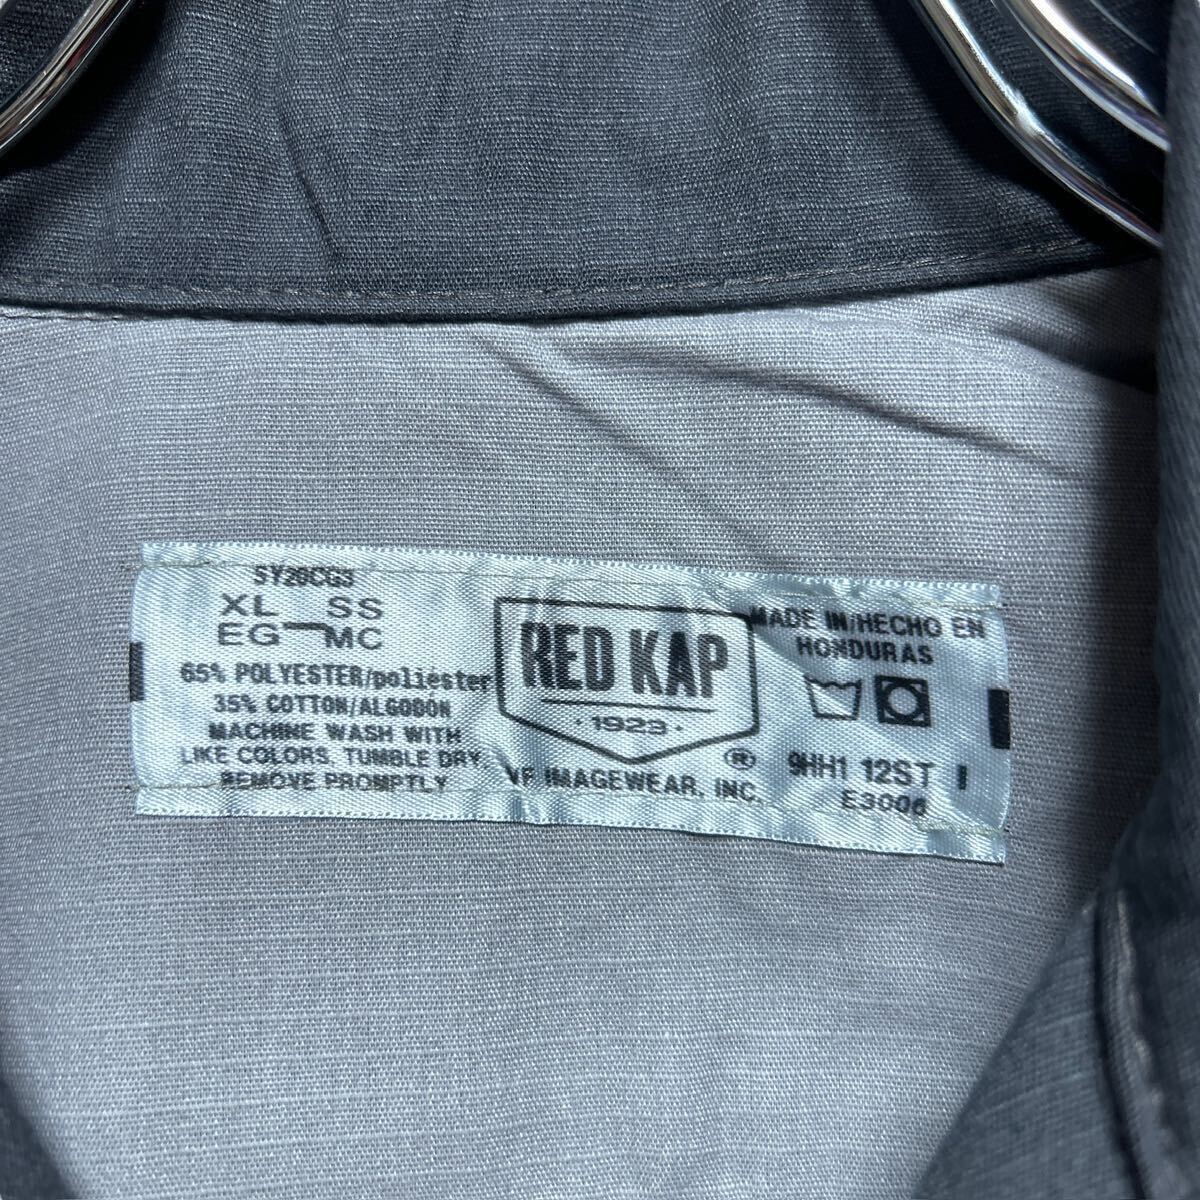 SY20CG3
XL SS
EG MC
65% POLYESTER/poliester
35% COTTON/ALGODON
MACHINE WASH WITH
LIKE COLORS. TUMBLE DRY.
REMOVE PROMPTLY
RED KAP
· 1923 ·
®
VF IMAGEWEAR, INC.
MADE IN/HECHO EN
HONDURAS
9HH1 12ST I
E3006